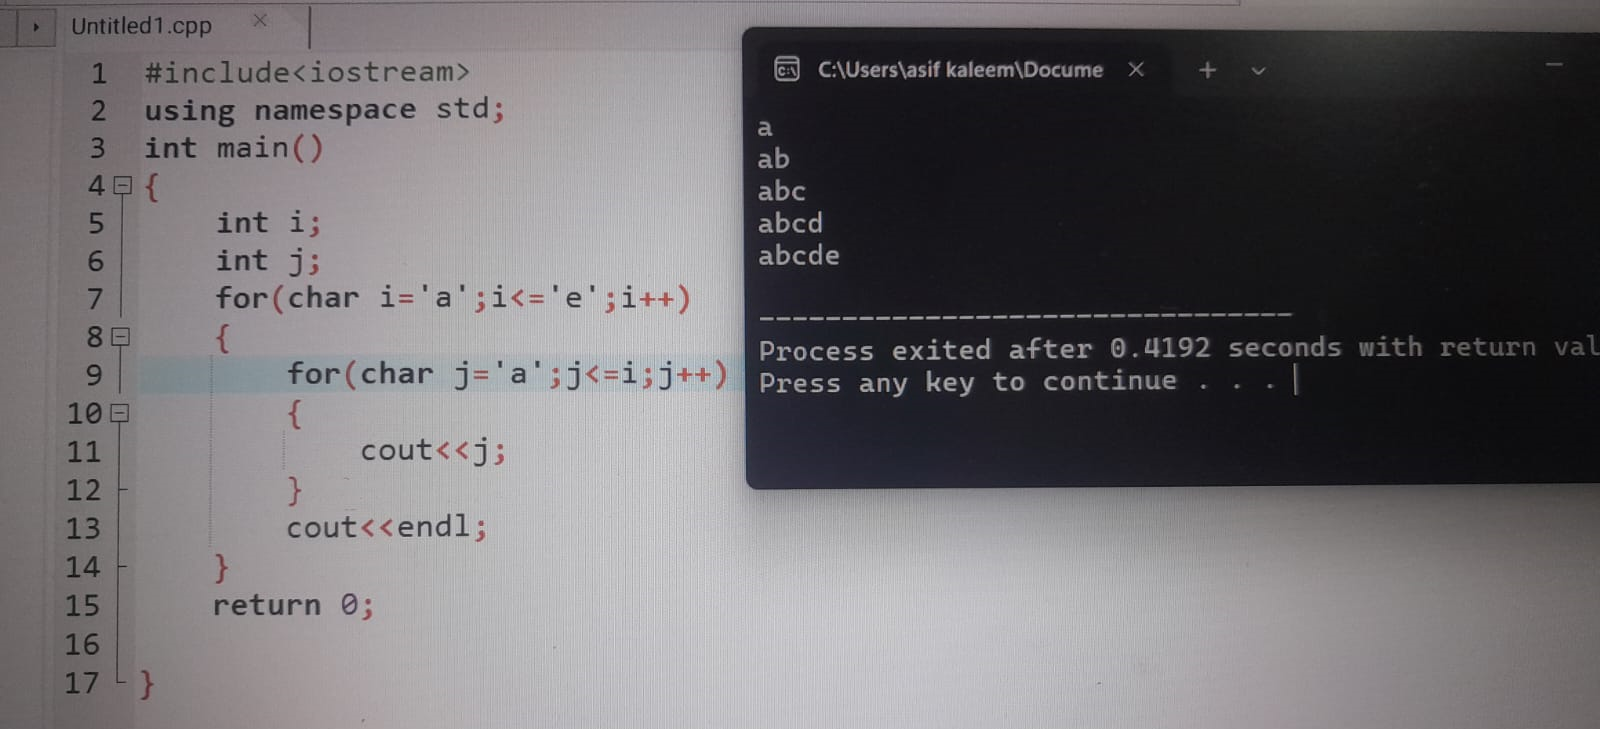 Untitled1.cpp
1 #include<iostream>
2 using namespace std;
3 int main()
4 {
5 int i;
6 int j;
7 for(char i='a';i<='e';i++)
8 {
9 for(char j='a';j<=i;j++)
10 {
11 cout<<j;
12 }
13 cout<<endl;
14 }
15 return 0;
16
17 }
C:\Users\asif kaleem\Docume
a
ab
abc
abcd
abcde
--------------------------------
Process exited after 0.4192 seconds with return val
Press any key to continue . . .